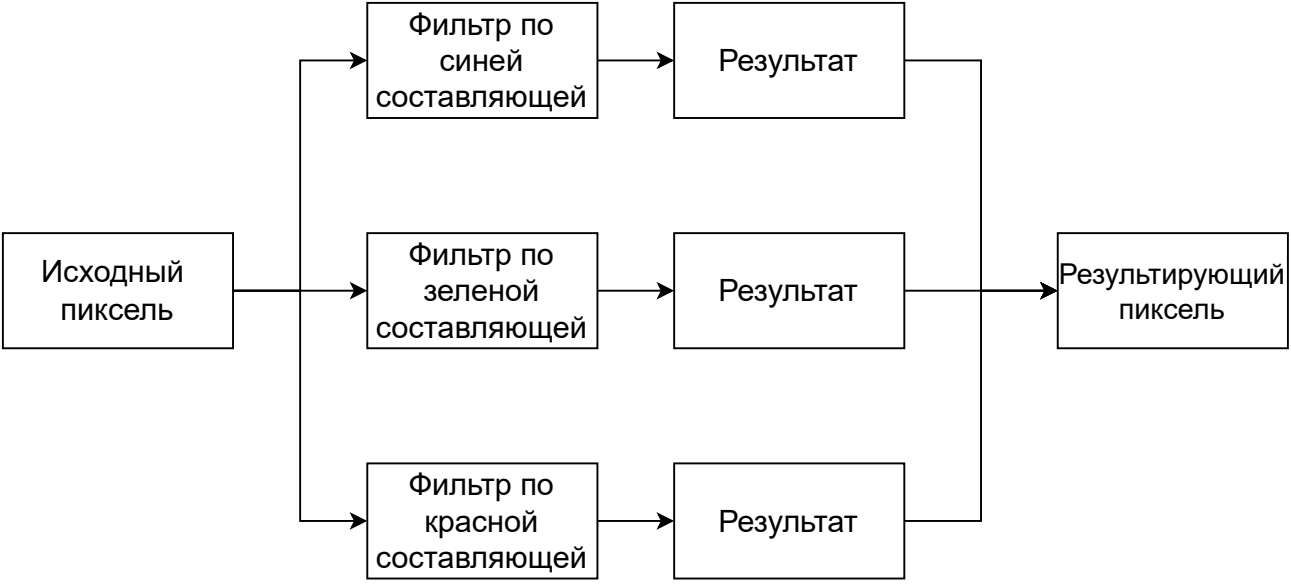 Фильтр по
синей
составляющей
Результат
Исходный
пиксель
Фильтр по
зеленой
составляющей
Результат
Результирующий
пиксель
Фильтр по
красной
составляющей
Результат